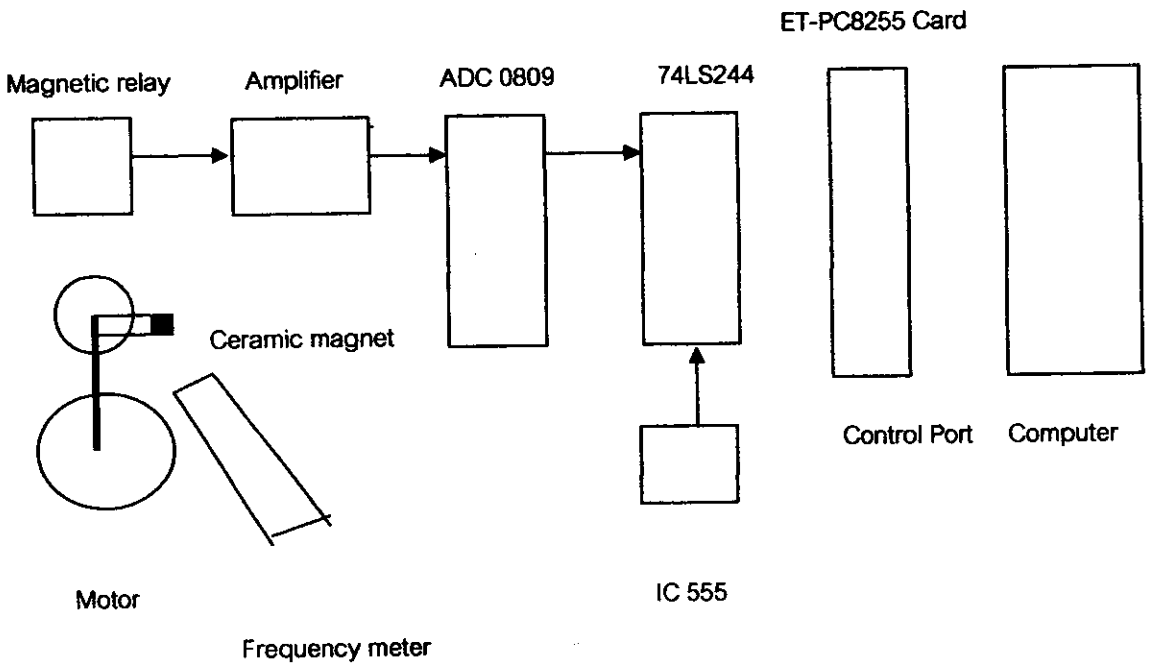 ET-PC8255 Card
Magnetic relay
Amplifier
ADC 0809
74LS244
Ceramic magnet
Control Port
Computer
IC 555
Motor
Frequency meter